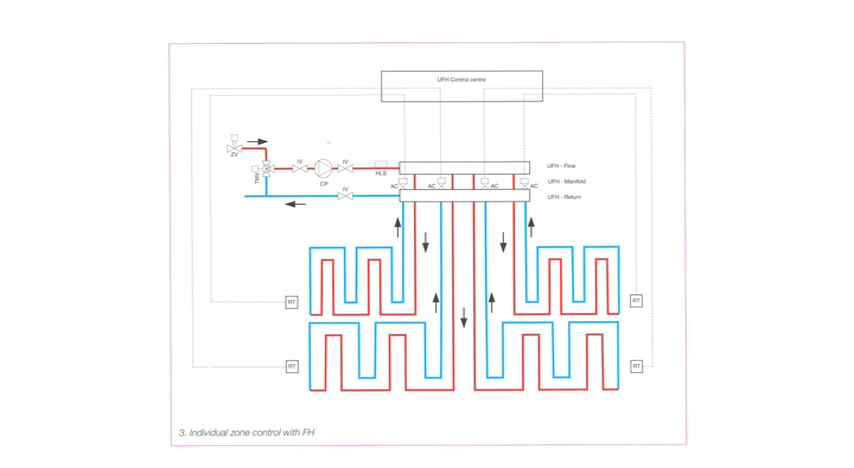 UFH Control centre
ZV
IV
IV
HLS
UFH - Flow
TMV
CP
UFH - Manifold
AC
AC
AC
AC
IV
UFH - Return
RT
RT
RT
RT
3. Individual zone control with FH